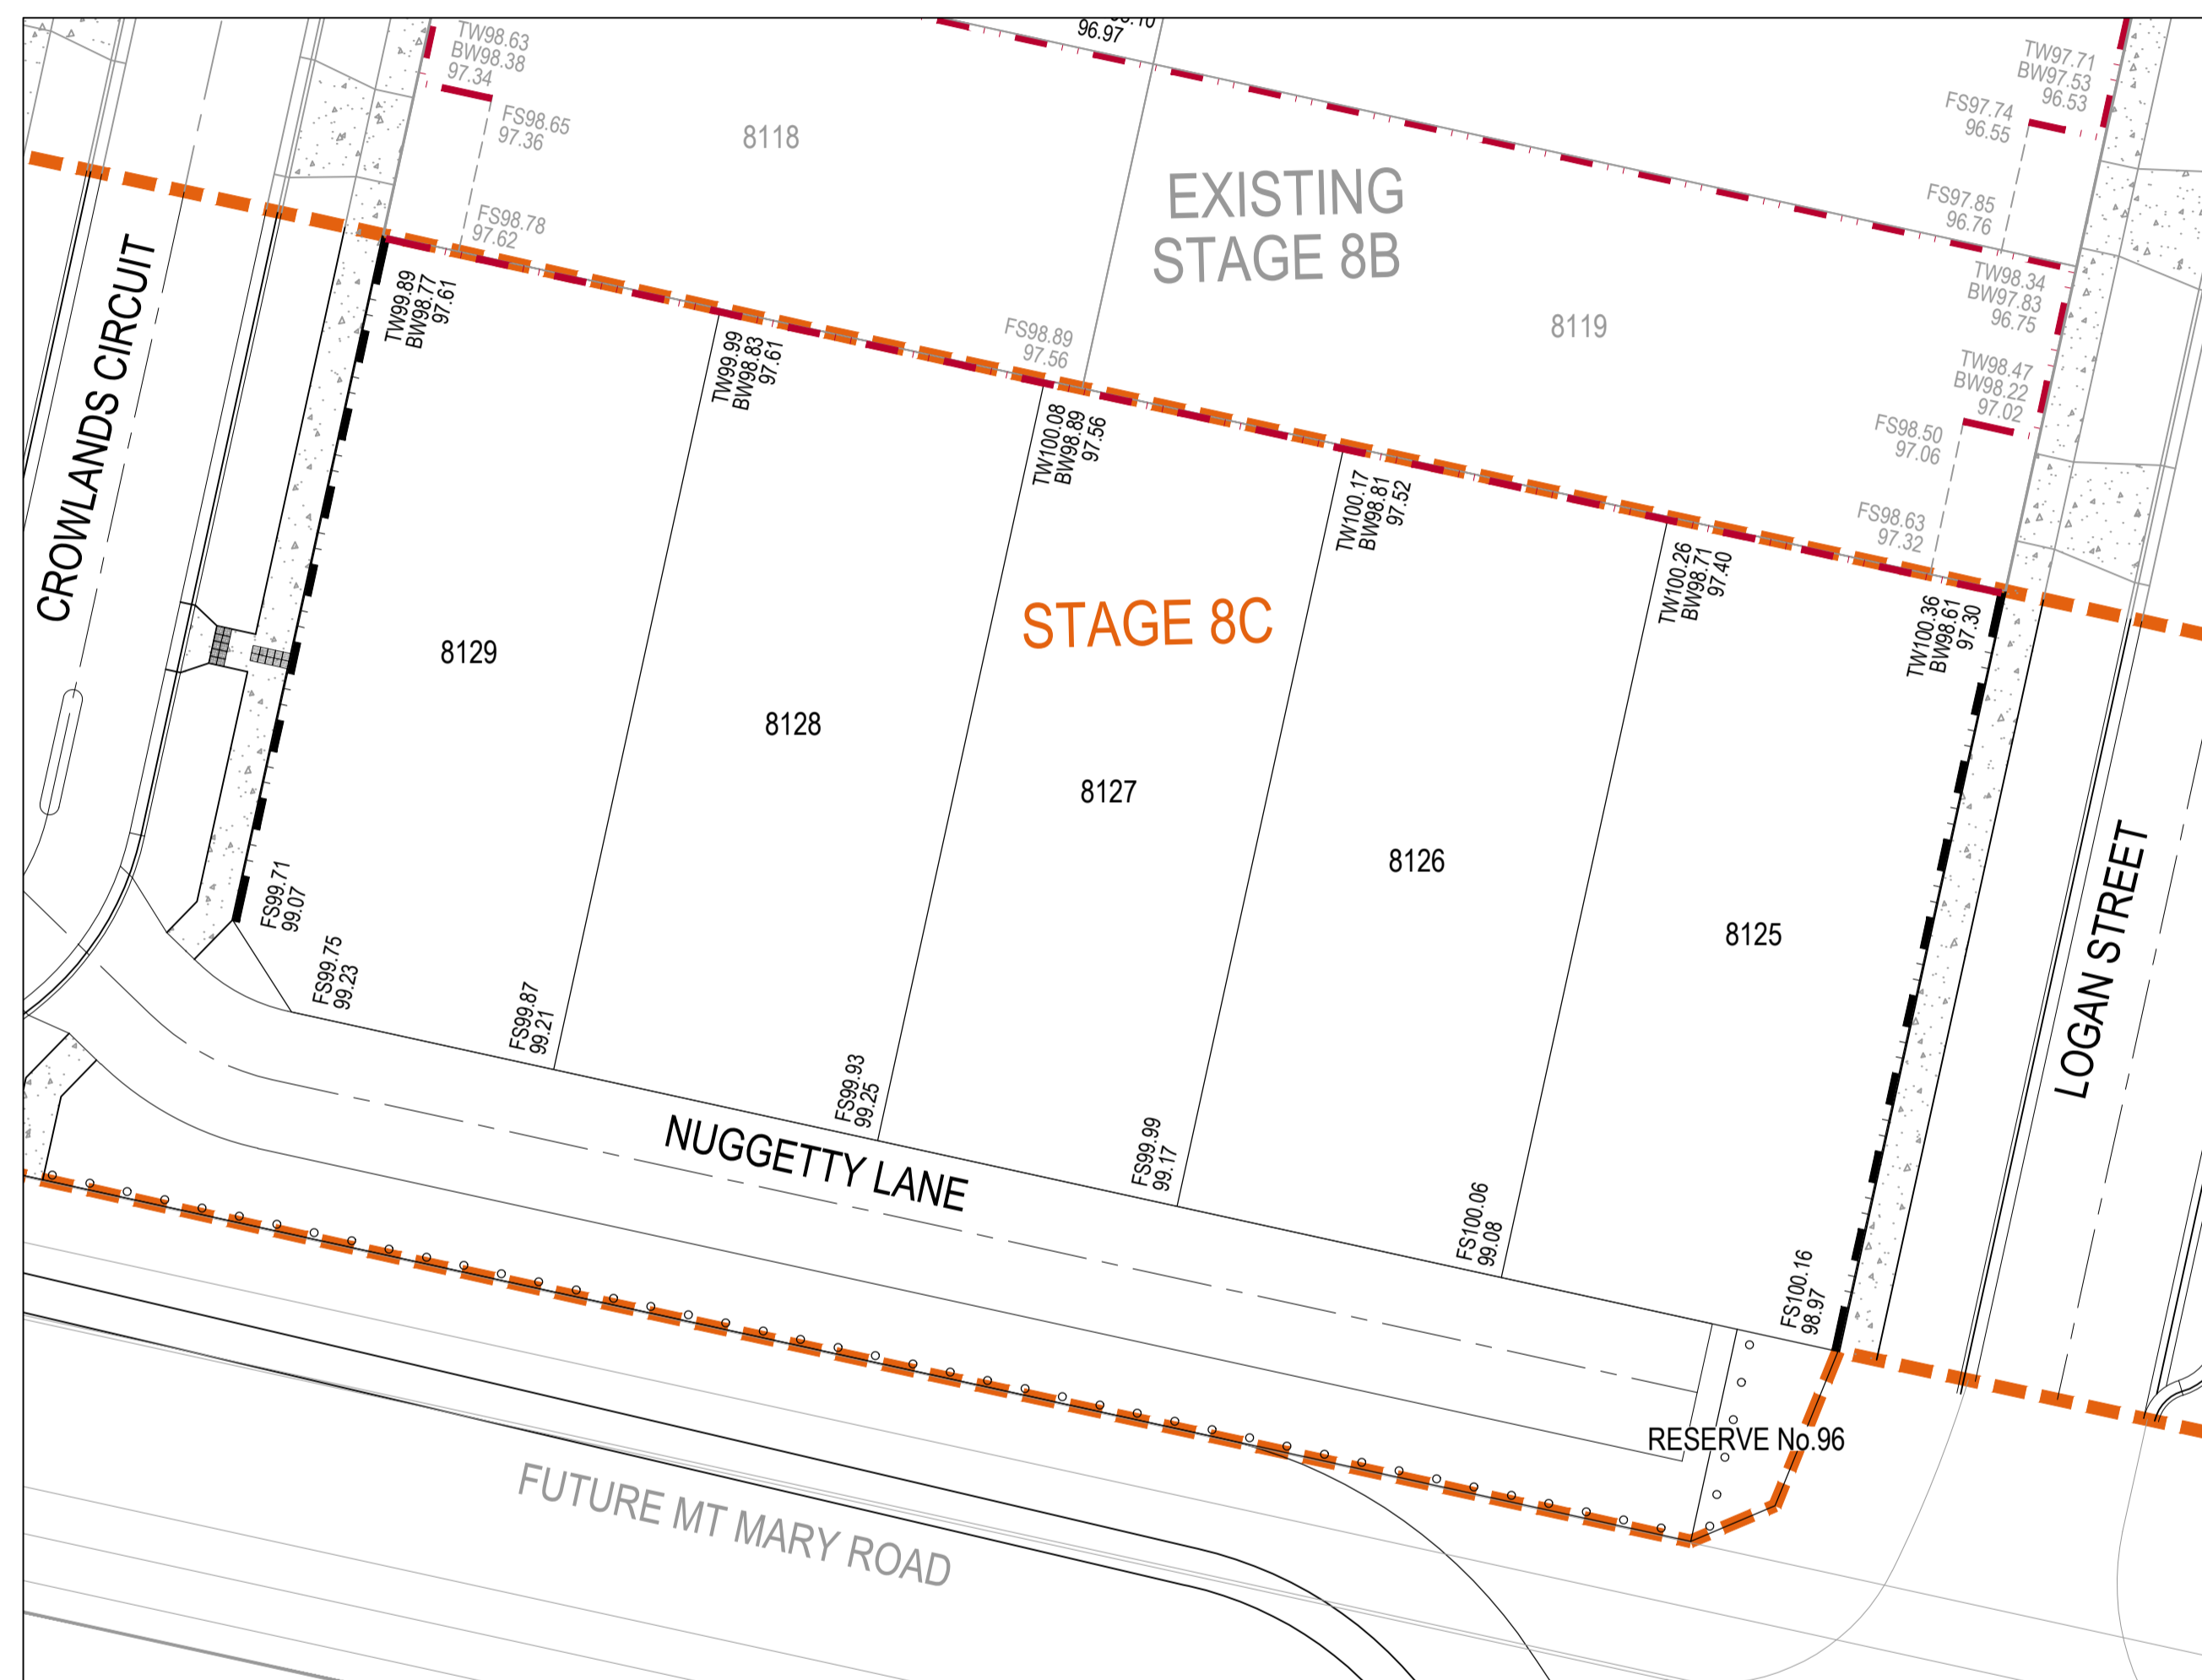 96.97
TW98.63
BW98.38
97.34
FS98.65
97.36
8118
EXISTING
STAGE 8B
TW97.71
BW97.53
96.53
FS97.74
96.55
FS97.85
96.76
FS98.78
97.62
TW98.34
BW97.83
96.75
8119
FS98.89
97.56
TW98.47
BW98.22
97.02
FS98.50
97.06
FS98.63
97.32
CROWLANDS CIRCUIT
TW99.89
BW98.77
97.61
TW99.99
BW98.83
97.61
TW100.08
BW98.89
97.56
TW100.17
BW98.81
97.52
TW100.26
BW98.71
97.40
TW100.36
BW98.61
97.30
STAGE 8C
8129
8128
8127
8126
8125
LOGAN STREET
FS99.71
99.07
FS99.75
99.23
FS99.87
99.21
FS99.93
99.25
FS99.99
99.17
FS100.06
99.08
FS100.16
98.97
NUGGETTY LANE
RESERVE No.96
FUTURE MT MARY ROAD